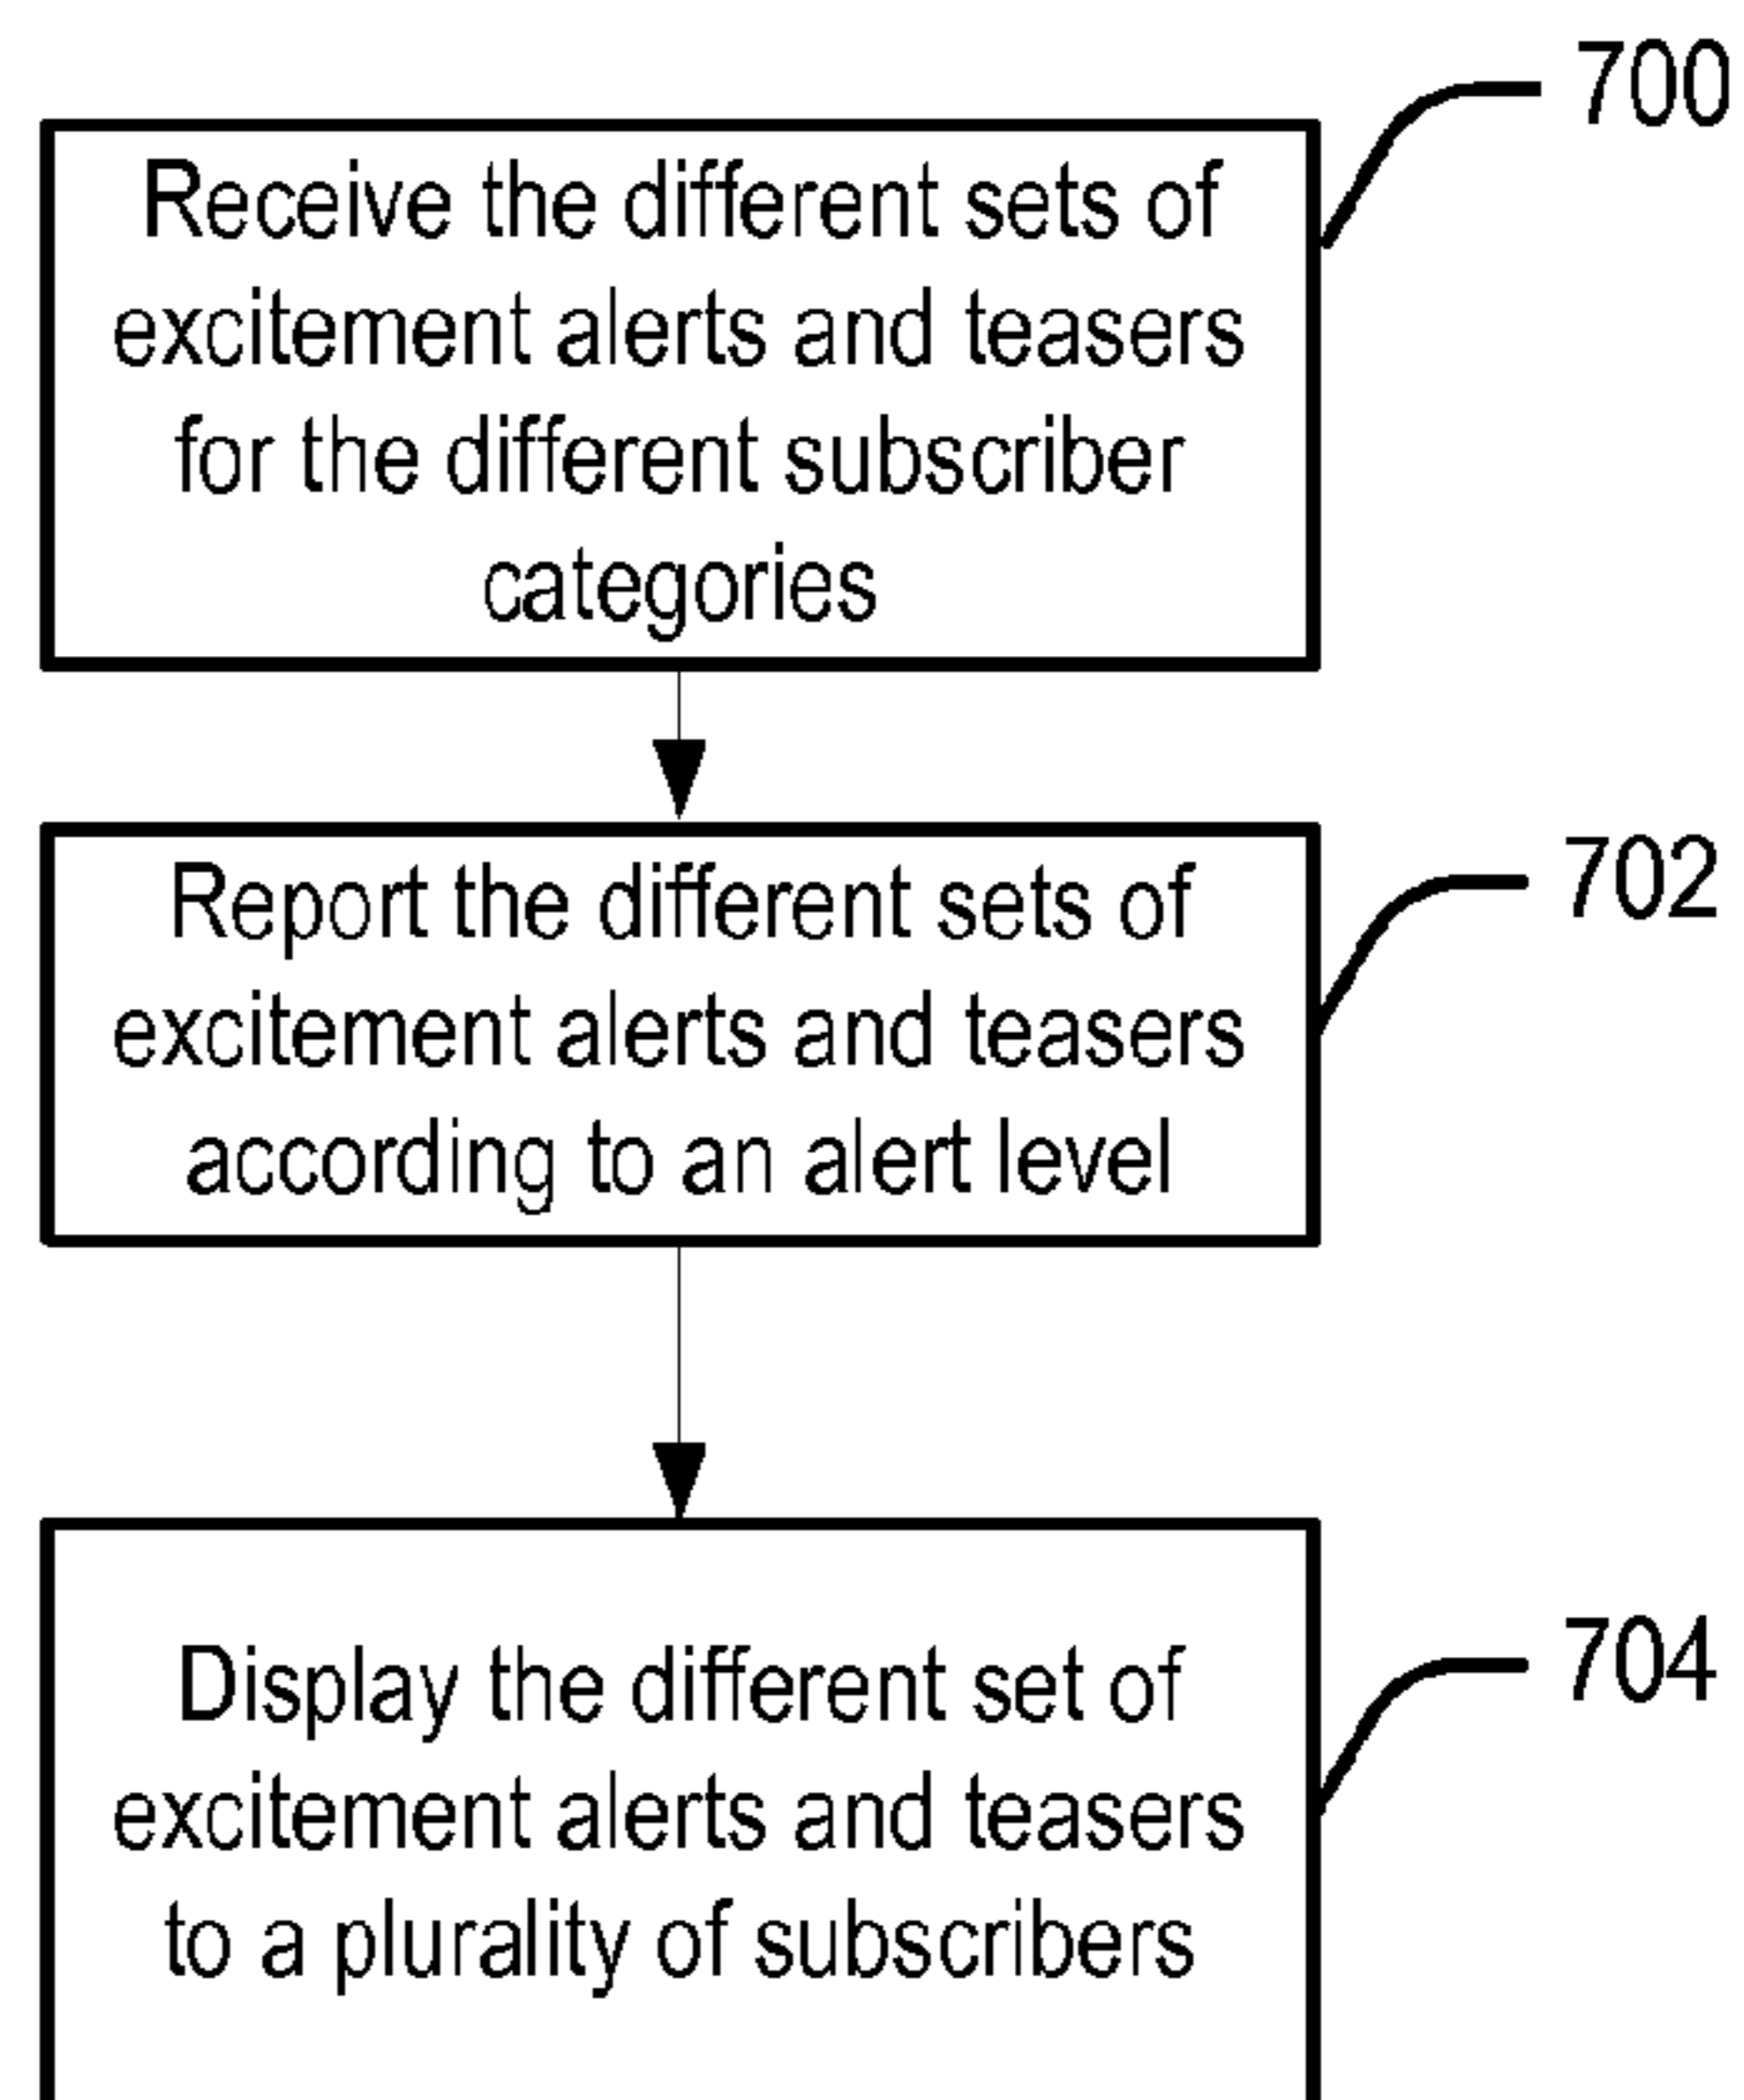 700
Receive the different sets of
excitement alerts and teasers
for the different subscriber
categories
702
Report the different sets of
excitement alerts and teasers
according to an alert level
704
Display the different set of
excitement alerts and teasers
to a plurality of subscribers